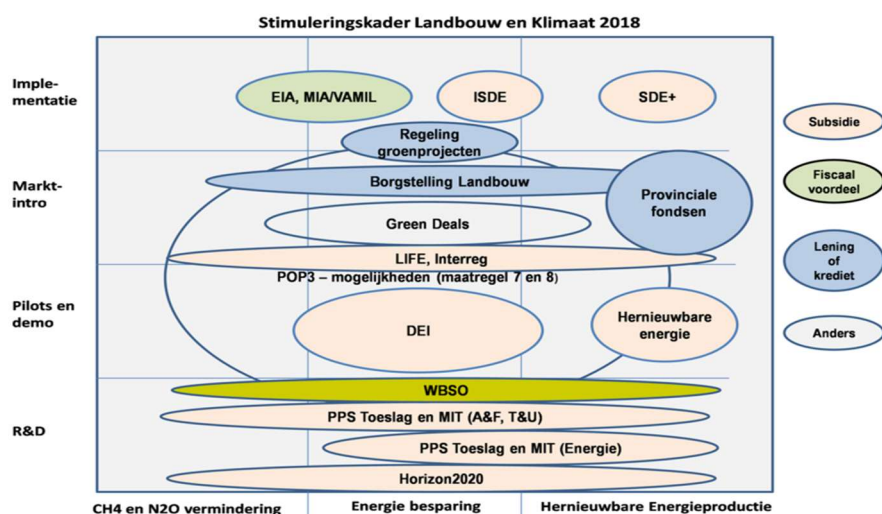 Stimuleringskader Landbouw en Klimaat 2018
Imple-
mentatie
EIA, MIA/VAMIL
ISDE
SDE+
Regeling
groenprojecten
Markt-
intro
Borgstelling Landbouw
Provinciale
fondsen
Green Deals
LIFE, Interreg
POP3 – mogelijkheden (maatregel 7 en 8)
Pilots en
demo
DEI
Hernieuwbare
energie
WBSO
R&D
PPS Toeslag en MIT (A&F, T&U)
PPS Toeslag en MIT (Energie)
Horizon2020
CH4 en N2O vermindering
Energie besparing
Hernieuwbare Energieproductie
Subsidie
Fiscaal
voordeel
Lening
of
krediet
Anders